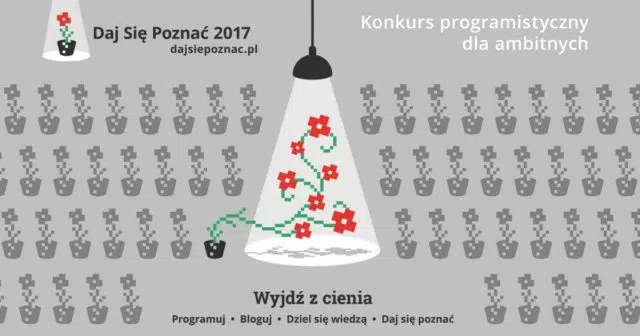 Daj Się Poznać 2017
dajsiepoznac.pl
Konkurs programistyczny
dla ambitnych
Wyjdź z cienia
Programuj • Bloguj • Dziel się wiedzą • Daj się poznać